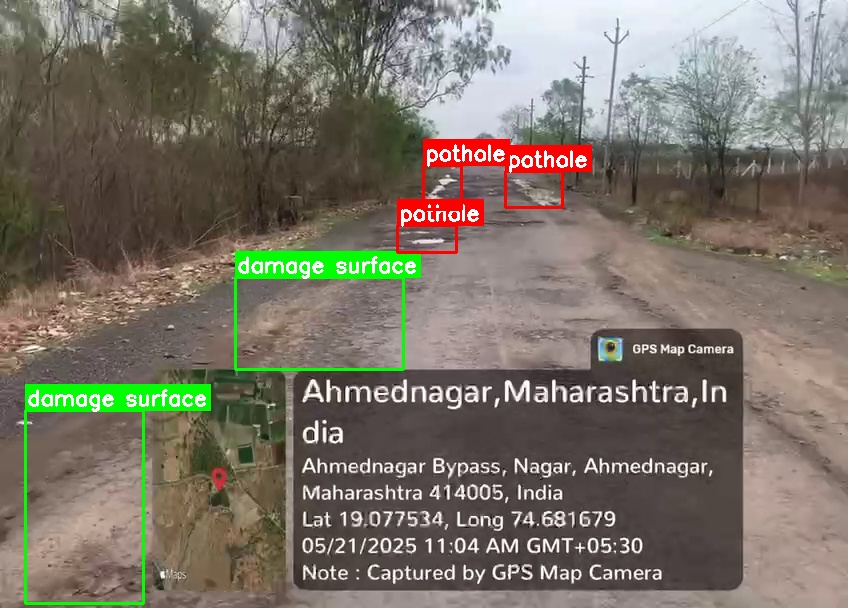 pothole
pothole
pothole
damage surface
damage surface
GPS Map Camera
Ahmednagar,Maharashtra,In
dia
Ahmednagar Bypass, Nagar, Ahmednagar,
Maharashtra 414005, India
Lat 19.077534, Long 74.681679
05/21/2025 11:04 AM GMT+05:30
Note : Captured by GPS Map Camera
Maps